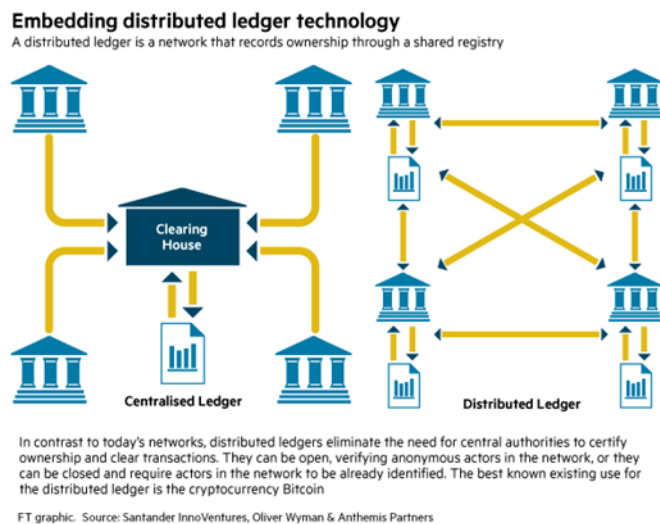 Embedding distributed ledger technology
A distributed ledger is a network that records ownership through a shared registry
Clearing
House
Centralised Ledger
Distributed Ledger
In contrast to today's networks, distributed ledgers eliminate the need for central authorities to certify
ownership and clear transactions. They can be open, verifying anonymous actors in the network, or they
can be closed and require actors in the network to be already identified. The best known existing use for
the distributed ledger is the cryptocurrency Bitcoin
FT graphic. Source: Santander InnoVentures, Oliver Wyman & Anthemis Partners